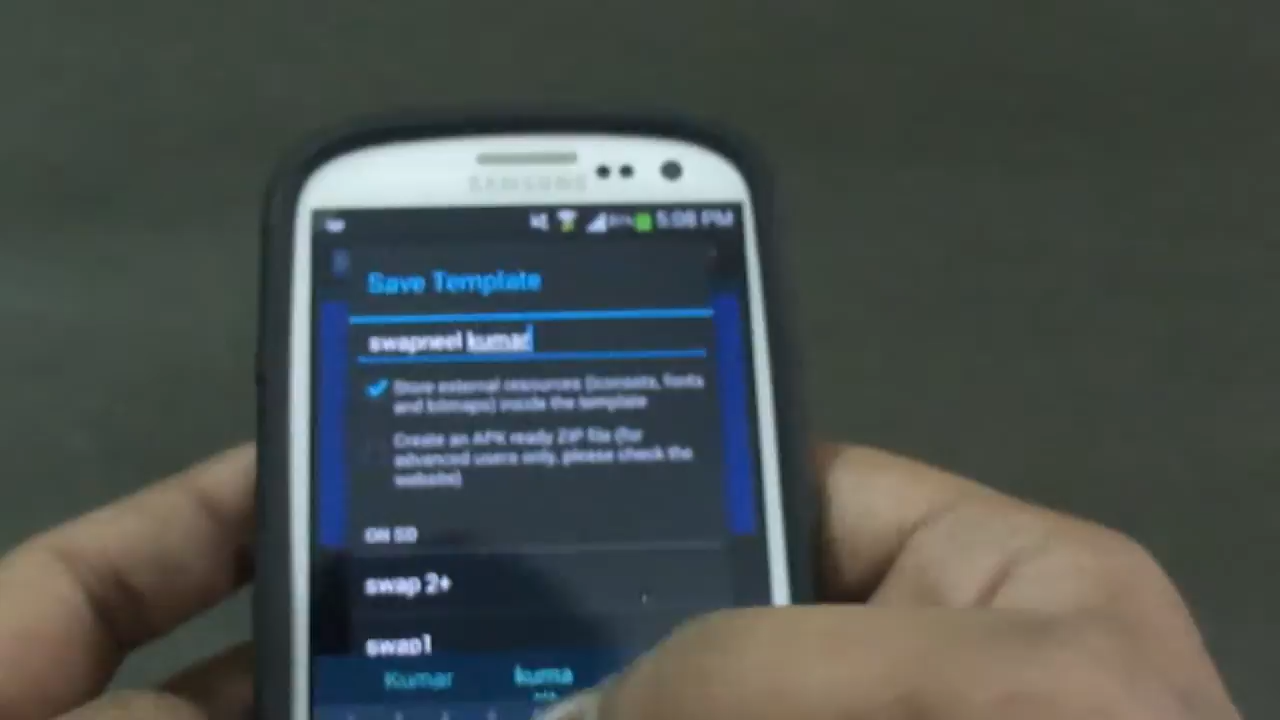 SAMSUNG
5:08 PM
Save Template
swapneel kumar
Store external resources (iconsets, fonts
and bitmaps) inside the template
Create an APK ready ZIP file (for
advanced users only, please check the
website)
ON SD
swap 2+
swap1
Kumar kuma